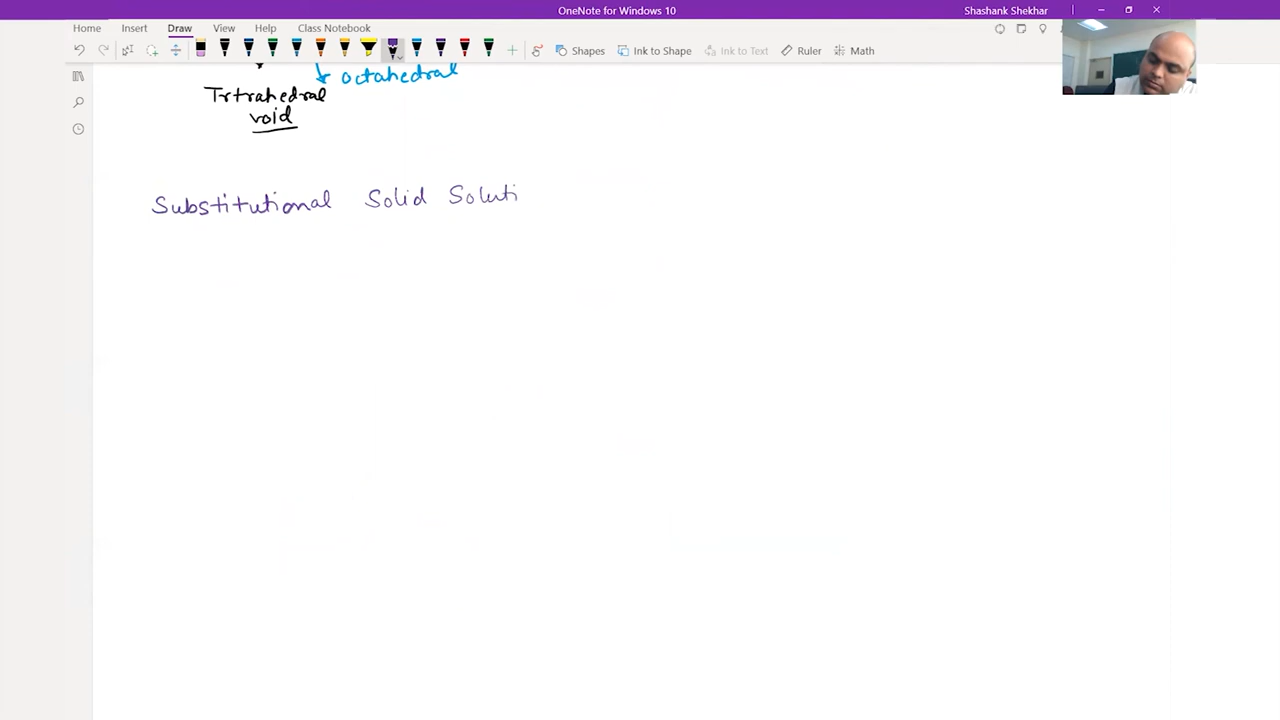 OneNote for Windows 10
Shashank Shekhar
Home Insert Draw View Help Class Notebook
Shapes Ink to Shape Ink to Text Ruler Math
octahedral
Trtrahedral
void
Substitutional Solid Soluti